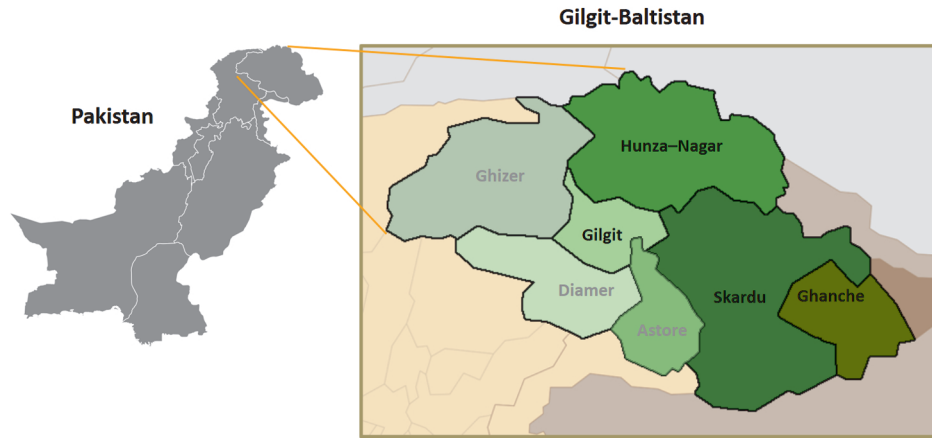 Gilgit-Baltistan
Pakistan
Hunza–Nagar
Ghizer
Gilgit
Diamer
Skardu
Ghanche
Astore